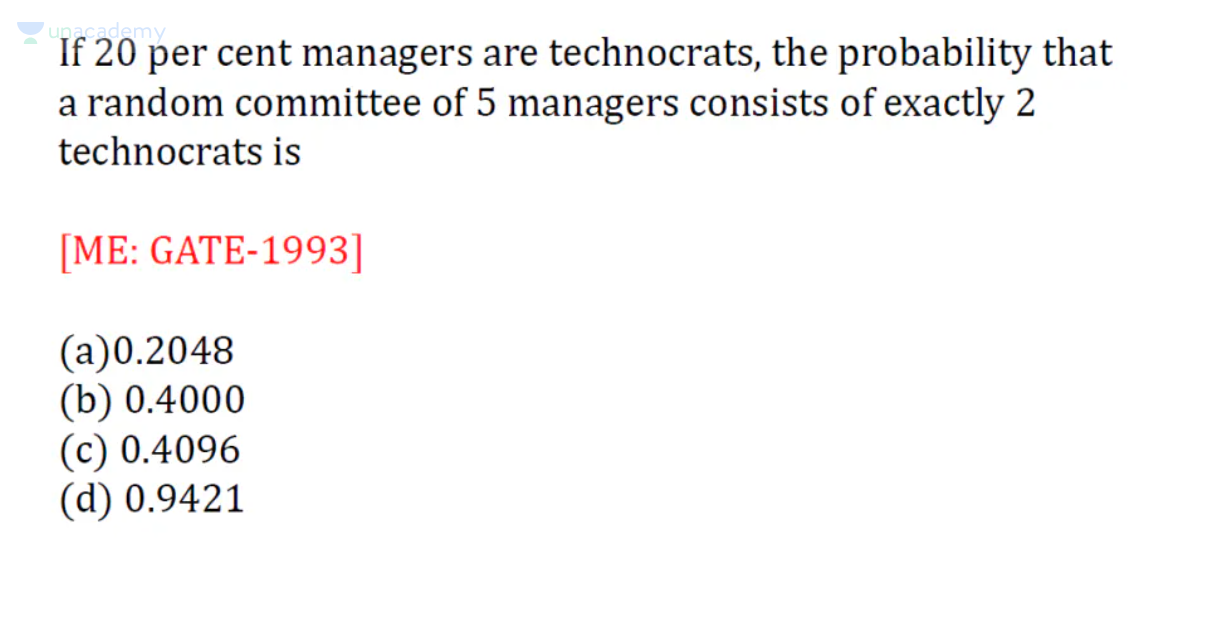 unacademy
If 20 per cent managers are technocrats, the probability that
a random committee of 5 managers consists of exactly 2
technocrats is
[ME: GATE-1993]
(a)0.2048
(b) 0.4000
(c) 0.4096
(d) 0.9421